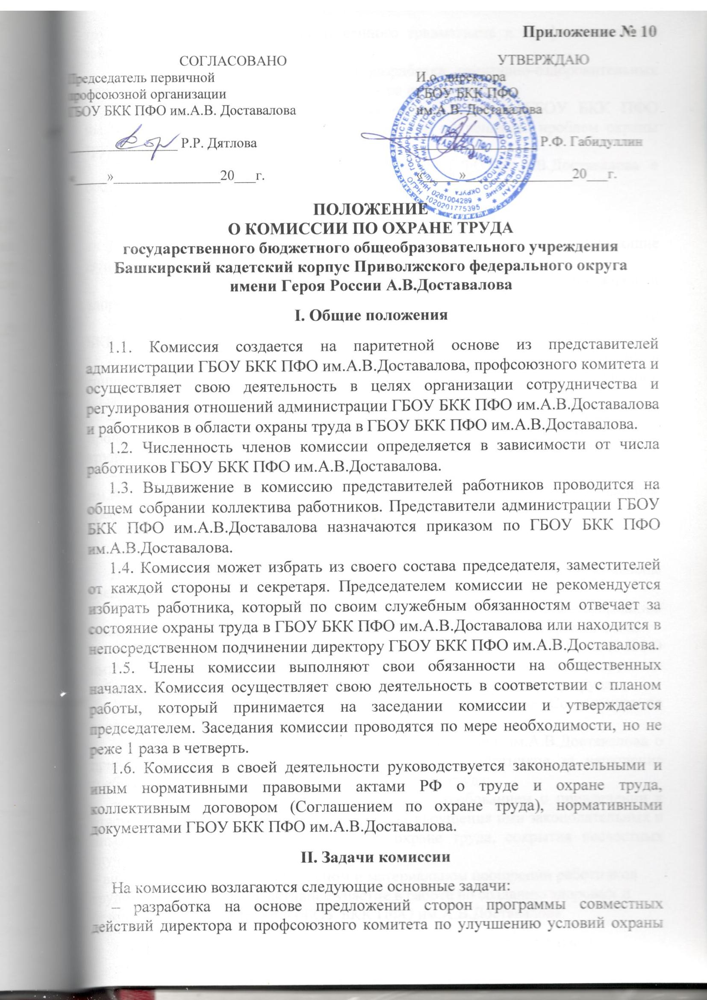 Приложение № 10
СОГЛАСОВАНО
Председатель первичной
профсоюзной организации
ГБОУ БКК ПФО им.А.В. Доставалова
Р.Р. Дятлова
«_____»_______________20___г.
УТВЕРЖДАЮ
И.о. директора
ГБОУ БКК ПФО
им.А.В. Доставалова
Р.Ф. Габидуллин
«_____»_______________20___г.
ИНН 0261004289
ОГРН 1020201775395
ПОЛОЖЕНИЕ
О КОМИССИИ ПО ОХРАНЕ ТРУДА
государственного бюджетного общеобразовательного учреждения
Башкирский кадетский корпус Приволжского федерального округа
имени Героя России А.В.Доставалова
I. Общие положения
1.1. Комиссия создается на паритетной основе из представителей
администрации ГБОУ БКК ПФО им.А.В.Доставалова, профсоюзного комитета и
осуществляет свою деятельность в целях организации сотрудничества и
регулирования отношений администрации ГБОУ БКК ПФО им.А.В.Доставалова
и работников в области охраны труда в ГБОУ БКК ПФО им.А.В.Доставалова.
1.2. Численность членов комиссии определяется в зависимости от числа
работников ГБОУ БКК ПФО им.А.В.Доставалова.
1.3. Выдвижение в комиссию представителей работников проводится на
общем собрании коллектива работников. Представители администрации ГБОУ
БКК ПФО им.А.В.Доставалова назначаются приказом по ГБОУ БКК ПФО
им.А.В.Доставалова.
1.4. Комиссия может избрать из своего состава председателя, заместителей
от каждой стороны и секретаря. Председателем комиссии не рекомендуется
избирать работника, который по своим служебным обязанностям отвечает за
состояние охраны труда в ГБОУ БКК ПФО им.А.В.Доставалова или находится в
непосредственном подчинении директору ГБОУ БКК ПФО им.А.В.Доставалова.
1.5. Члены комиссии выполняют свои обязанности на общественных
началах. Комиссия осуществляет свою деятельность в соответствии с планом
работы, который принимается на заседании комиссии и утверждается
председателем. Заседания комиссии проводятся по мере необходимости, но не
реже 1 раза в четверть.
1.6. Комиссия в своей деятельности руководствуется законодательными и
иным нормативными правовыми актами РФ о труде и охране труда,
коллективным договором (Соглашением по охране труда), нормативными
документами ГБОУ БКК ПФО им.А.В.Доставалова.
II. Задачи комиссии
На комиссию возлагаются следующие основные задачи:
– разработка на основе предложений сторон программы совместных
действий директора и профсоюзного комитета по улучшению условий охраны